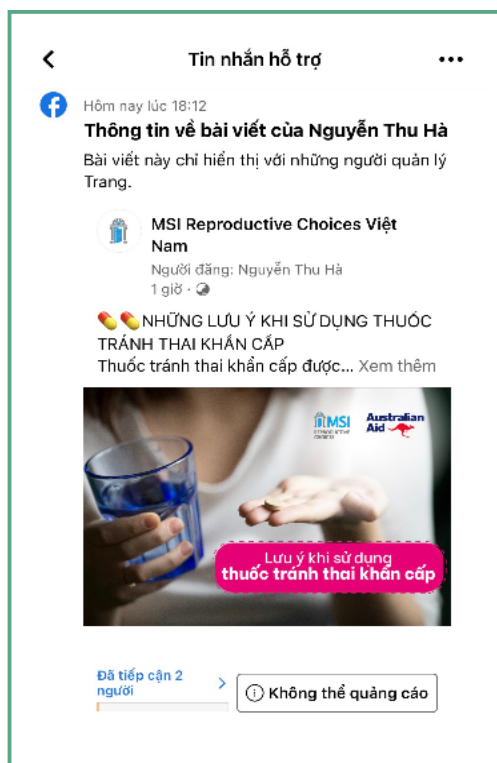 Tin nhắn hỗ trợ
Hôm nay lúc 18:12
Thông tin về bài viết của Nguyễn Thu Hà
Bài viết này chỉ hiển thị với những người quản lý
Trang.
MSI Reproductive Choices Việt
Nam
Người đăng: Nguyễn Thu Hà
1 giờ ·
NHỮNG LƯU Ý KHI SỬ DỤNG THUỐC
TRÁNH THAI KHẨN CẤP
Thuốc tránh thai khẩn cấp được... Xem thêm
MSI
REPRODUCTIVE
CHOICES
Australian
Aid
Lưu ý khi sử dụng
thuốc tránh thai khẩn cấp
Đã tiếp cận 2
người
Không thể quảng cáo